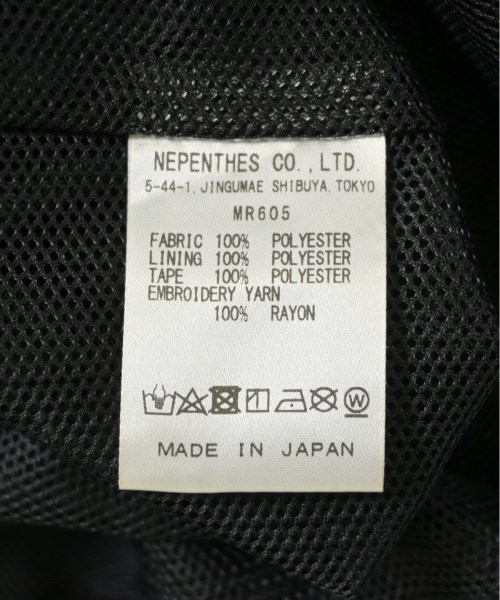 NEPENTHES CO.,LTD.
5-44-1, JINGUMAE SHIBUYA. TOKYO
MR605
FABRIC 100% POLYESTER
LINING 100% POLYESTER
TAPE 100% POLYESTER
EMBROIDERY YARN
100% RAYON
W
MADE IN JAPAN